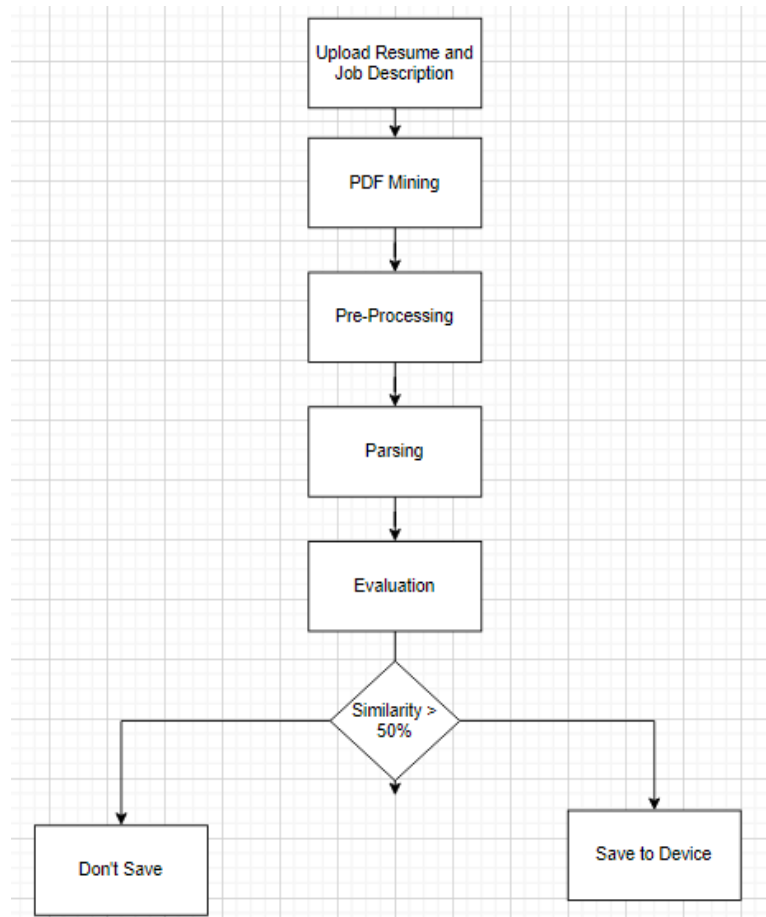 Upload Resume and
Job Description
PDF Mining
Pre-Processing
Parsing
Evaluation
Similarity >
50%
Don't Save
Save to Device